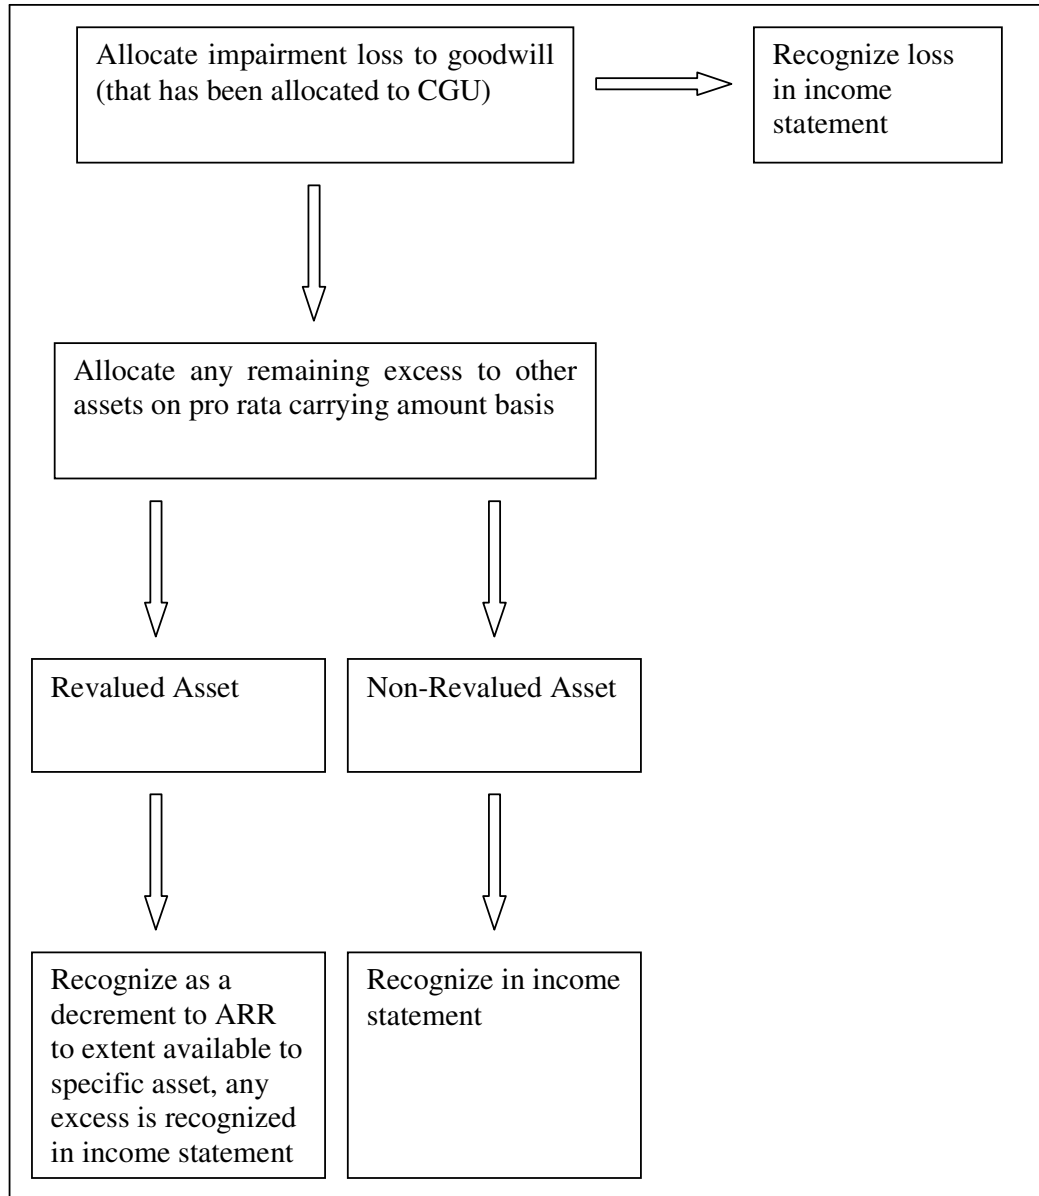 Allocate impairment loss to goodwill
(that has been allocated to CGU)
Recognize loss
in income
statement
Allocate any remaining excess to other
assets on pro rata carrying amount basis
Revalued Asset
Non-Revalued Asset
Recognize as a
decrement to ARR
to extent available to
specific asset, any
excess is recognized
in income statement
Recognize in income
statement